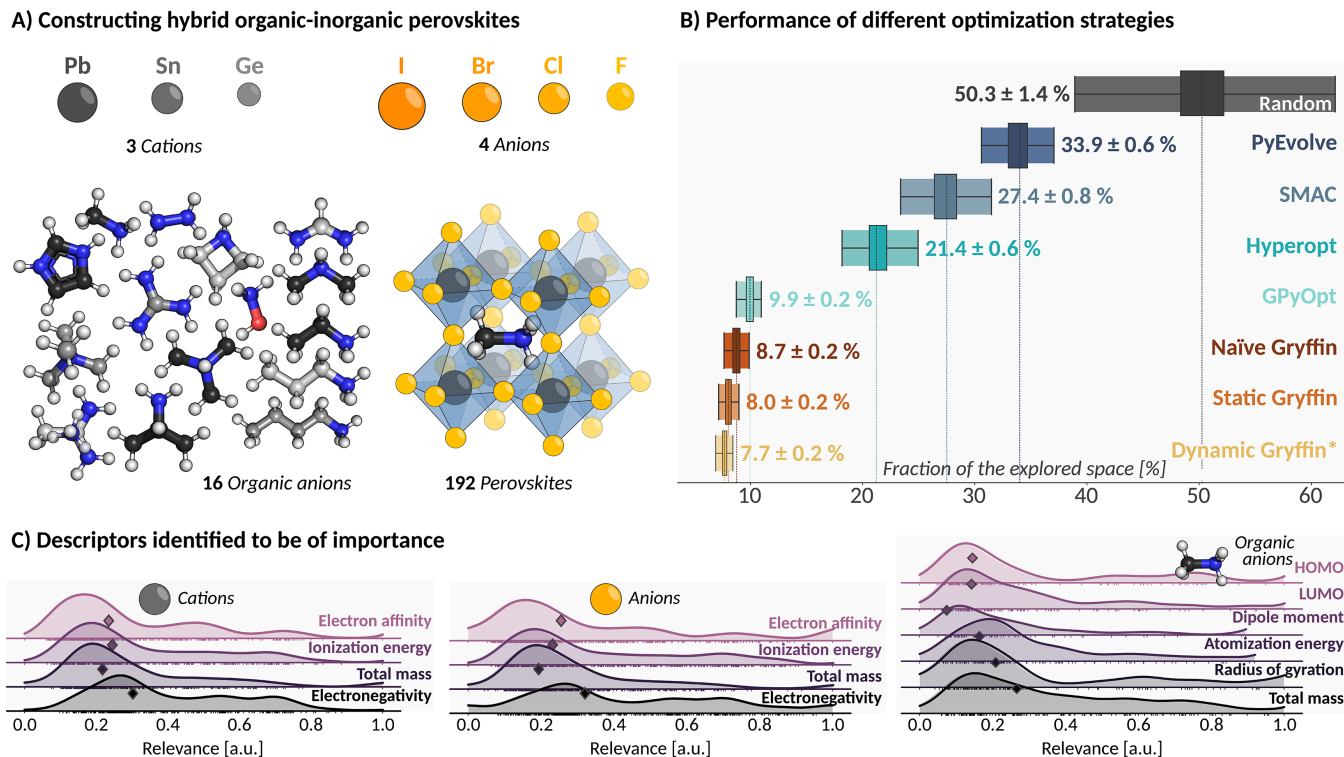 A) Constructing hybrid organic-inorganic perovskites
Pb Sn Ge I Br Cl F
3 Cations
4 Anions
16 Organic anions
192 Perovskites
B) Performance of different optimization strategies
50.3 ± 1.4 % Random
33.9 ± 0.6 % PyEvolve
27.4 ± 0.8 % SMAC
21.4 ± 0.6 % Hyperopt
9.9 ± 0.2 % GPyOpt
8.7 ± 0.2 % Naïve Gryffin
8.0 ± 0.2 % Static Gryffin
7.7 ± 0.2 % Dynamic Gryffin*
Fraction of the explored space [%]
10 20 30 40 50 60
C) Descriptors identified to be of importance
Cations
Electron affinity
Ionization energy
Total mass
Electronegativity
0.0 0.2 0.4 0.6 0.8 1.0
Relevance [a.u.]
Anions
Electron affinity
Ionization energy
Total mass
Electronegativity
0.0 0.2 0.4 0.6 0.8 1.0
Relevance [a.u.]
Organic
anions
HOMO
LUMO
Dipole moment
Atomization energy
Radius of gyration
Total mass
0.0 0.2 0.4 0.6 0.8 1.0
Relevance [a.u.]